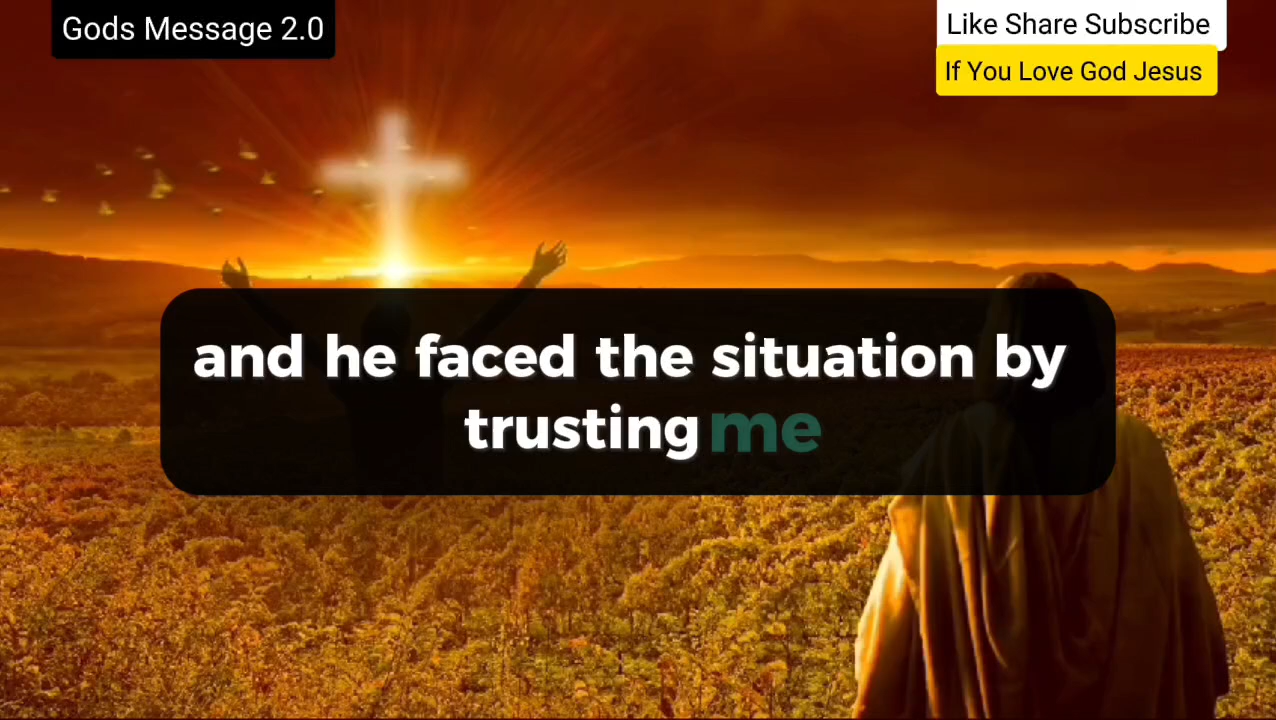 Gods Message 2.0
Like Share Subscribe
If You Love God Jesus
and he faced the situation by
trusting me